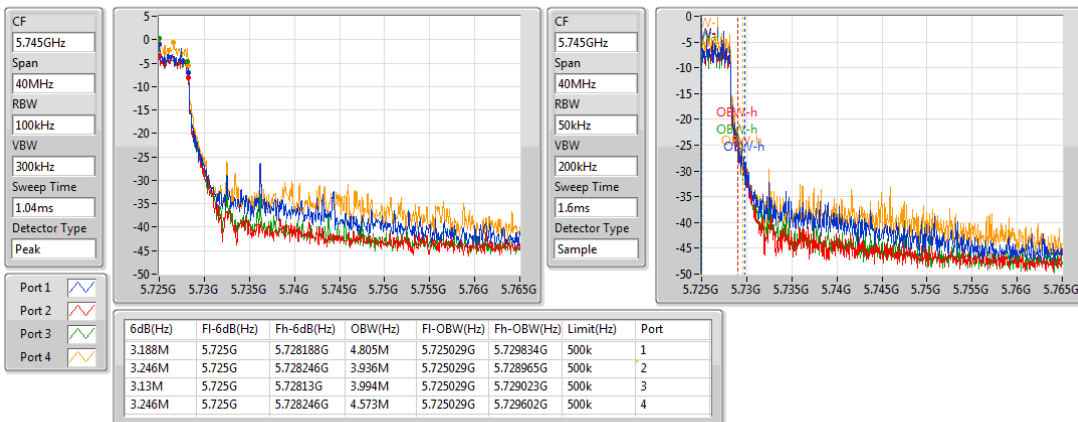 CF
5.745GHz
Span
40MHz
RBW
100kHz
VBW
300kHz
Sweep Time
1.04ms
Detector Type
Peak
5
0
-5
-10
-15
-20
-25
-30
-35
-40
-45
-50
5.725G 5.73G 5.735G 5.74G 5.745G 5.75G 5.755G 5.76G 5.765G
CF
5.745GHz
Span
40MHz
RBW
50kHz
VBW
200kHz
Sweep Time
1.6ms
Detector Type
Sample
0
-5
-10
-15
-20
-25
-30
-35
-40
-45
-50
OBW-h
OBW-h
OBW-h
5.725G 5.73G 5.735G 5.74G 5.745G 5.75G 5.755G 5.76G 5.765G
Port 1
Port 2
Port 3
Port 4
6dB(Hz) Fl-6dB(Hz) Fh-6dB(Hz) OBW(Hz) Fl-OBW(Hz) Fh-OBW(Hz) Limit(Hz) Port
3.188M 5.725G 5.728188G 4.805M 5.725029G 5.729834G 500k 1
3.246M 5.725G 5.728246G 3.936M 5.725029G 5.728965G 500k 2
3.13M 5.725G 5.72813G 3.994M 5.725029G 5.729023G 500k 3
3.246M 5.725G 5.728246G 4.573M 5.725029G 5.729602G 500k 4